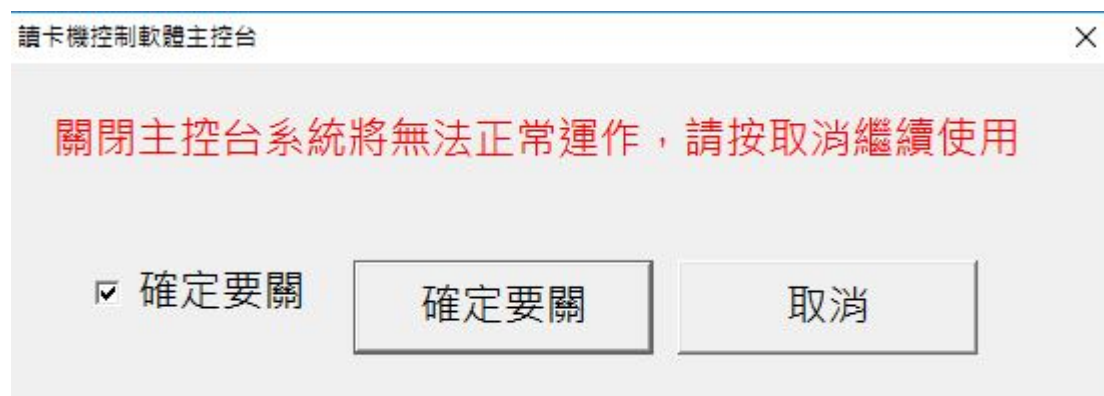 讀卡機控制軟體主控台
關閉主控台系統將無法正常運作，請按取消繼續使用
確定要關 確定要關 取消